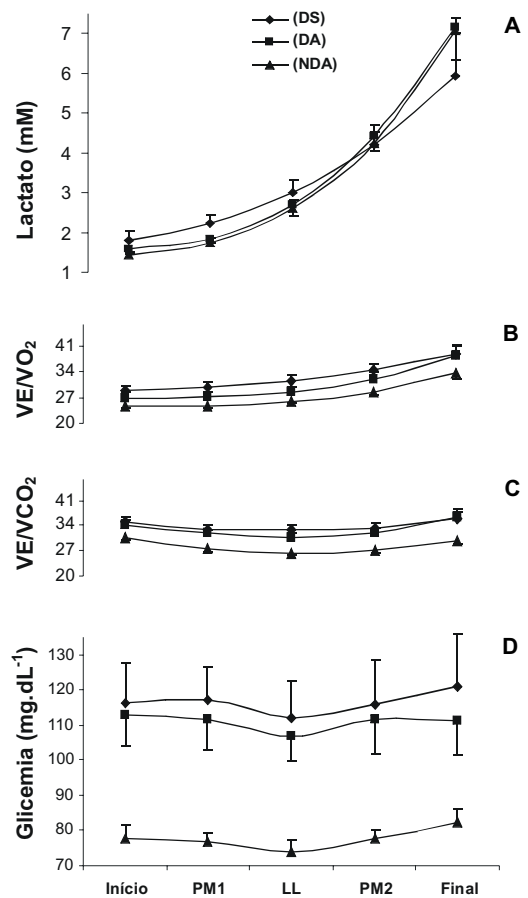 (DS)
(DA)
(NDA)
A
Lactato (mM)
7
6
5
4
3
2
1
B
VE/VO₂
41
34
27
20
C
VE/VCO₂
41
34
27
20
D
Glicemia (mg.dL⁻¹)
130
120
110
100
90
80
70
Início PM1 LL PM2 Final